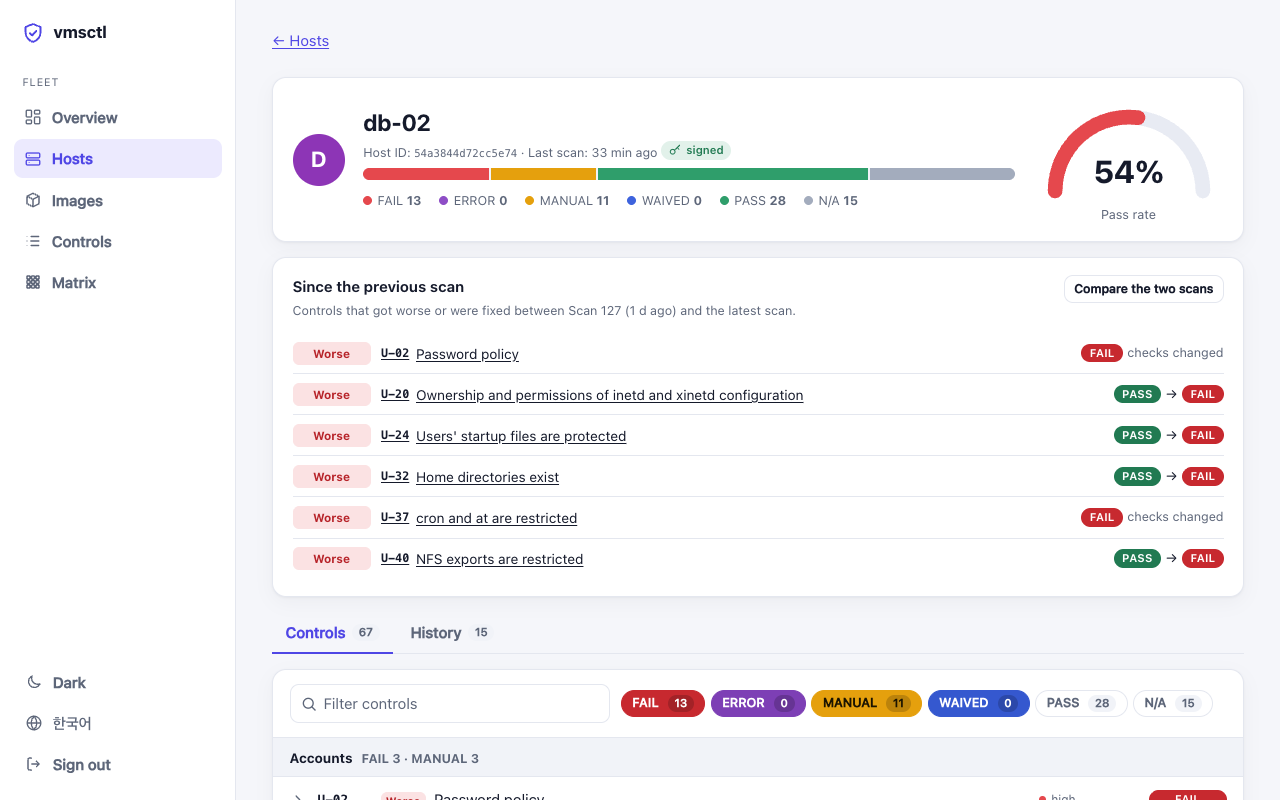 vmsctl
FLEET
Overview
Hosts
Images
Controls
Matrix
Dark
한국어
Sign out
← Hosts
D
db-02
Host ID: 54a3844d72cc5e74 · Last scan: 33 min ago signed
FAIL 13 ERROR 0 MANUAL 11 WAIVED 0 PASS 28 N/A 15
54%
Pass rate
Since the previous scan
Compare the two scans
Controls that got worse or were fixed between Scan 127 (1 d ago) and the latest scan.
Worse U-02 Password policy FAIL checks changed
Worse U-20 Ownership and permissions of inetd and xinetd configuration PASS → FAIL
Worse U-24 Users' startup files are protected PASS → FAIL
Worse U-32 Home directories exist PASS → FAIL
Worse U-37 cron and at are restricted FAIL checks changed
Worse U-40 NFS exports are restricted PASS → FAIL
Controls 67 History 15
Filter controls FAIL 13 ERROR 0 MANUAL 11 WAIVED 0 PASS 28 N/A 15
Accounts FAIL 3 · MANUAL 3
U-02 Worse Password policy high FAIL